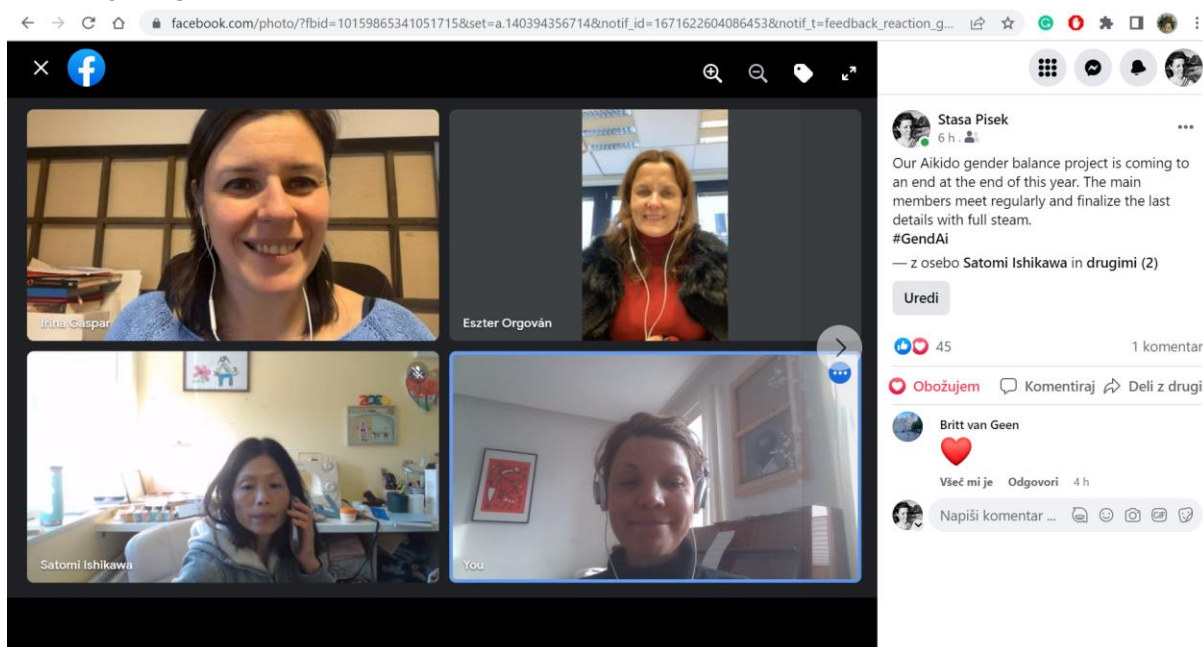 facebook.com/photo/?fbid=10159865341051715&set=a.140394356714&notif_id=1671622604086453&notif_t=feedback_reaction_g...
Irina Gaspar
Eszter Orgován
Satomi Ishikawa
You
Stasa Pisek
6 h
Our Aikido gender balance project is coming to
an end at the end of this year. The main
members meet regularly and finalize the last
details with full steam.
#GendAi
— z osebo Satomi Ishikawa in drugimi (2)
Uredi
45
1 komentar
Obožujem
Komentiraj
Deli z drugi
Britt van Geen
Všeč mi je Odgovori 4 h
Napiši komentar ...
GIF